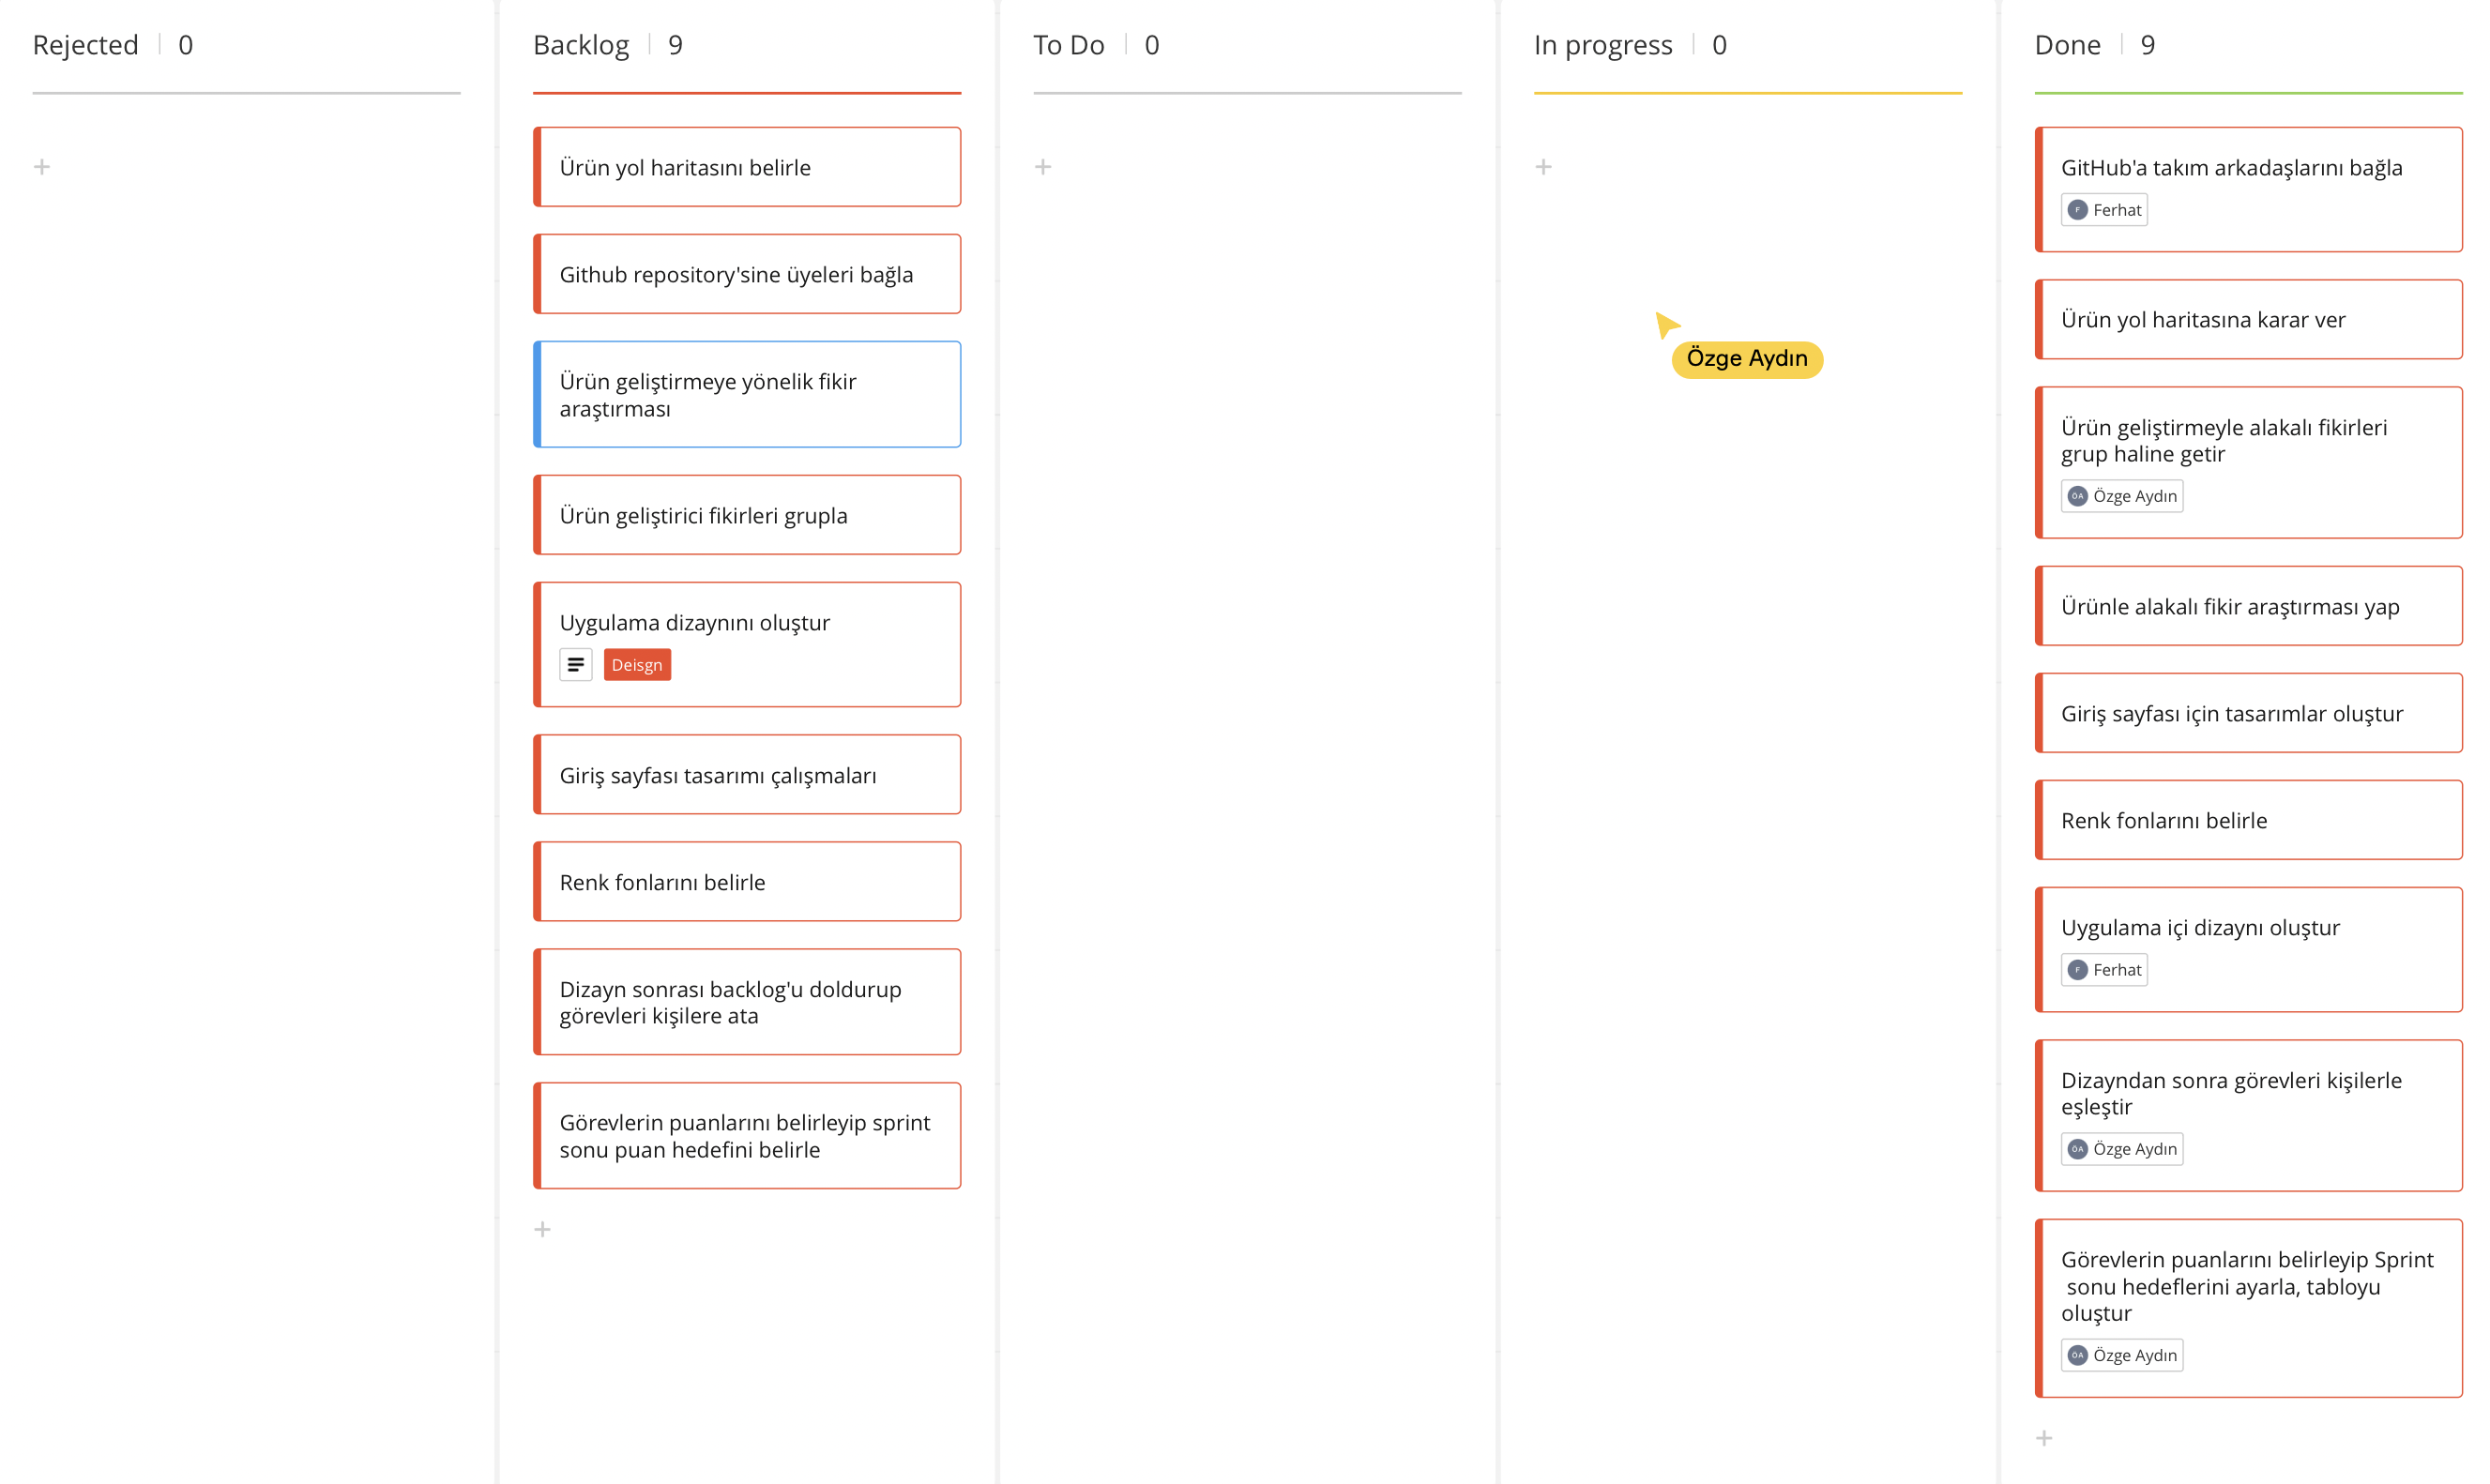 Rejected 0
Backlog 9
Ürün yol haritasını belirle
Github repository'sine üyeleri bağla
Ürün geliştirmeye yönelik fikir
araştırması
Ürün geliştirici fikirleri grupla
Uygulama dizaynını oluştur
Deisgn
Giriş sayfası tasarımı çalışmaları
Renk fonlarını belirle
Dizayn sonrası backlog'u doldurup
görevleri kişilere ata
Görevlerin puanlarını belirleyip sprint
sonu puan hedefini belirle
To Do 0
In progress 0
Özge Aydın
Done 9
GitHub'a takım arkadaşlarını bağla
F Ferhat
Ürün yol haritasına karar ver
Ürün geliştirmeyle alakalı fikirleri
grup haline getir
ÖA Özge Aydın
Ürünle alakalı fikir araştırması yap
Giriş sayfası için tasarımlar oluştur
Renk fonlarını belirle
Uygulama içi dizaynı oluştur
F Ferhat
Dizayndan sonra görevleri kişilerle
eşleştir
ÖA Özge Aydın
Görevlerin puanlarını belirleyip Sprint
sonu hedeflerini ayarla, tabloyu
oluştur
ÖA Özge Aydın